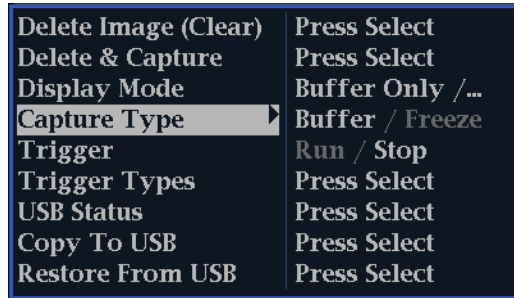 Delete Image (Clear) Press Select
Delete & Capture Press Select
Display Mode Buffer Only /...
Capture Type Buffer / Freeze
Trigger Run / Stop
Trigger Types Press Select
USB Status Press Select
Copy To USB Press Select
Restore From USB Press Select